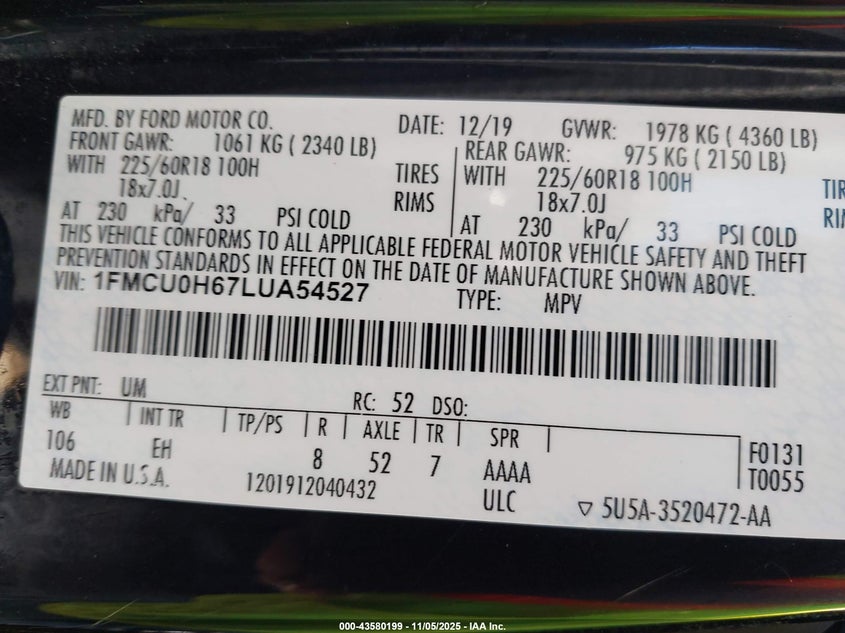 MFD. BY FORD MOTOR CO. DATE: 12/19 GVWR: 1978 KG ( 4360 LB)
FRONT GAWR: 1061 KG ( 2340 LB) REAR GAWR: 975 KG ( 2150 LB)
WITH 225/60R18 100H TIRES WITH 225/60R18 100H TIR
18x7.0J RIMS 18x7.0J RIM
AT 230 kPa/ 33 PSI COLD AT 230 kPa/ 33 PSI COLD
THIS VEHICLE CONFORMS TO ALL APPLICABLE FEDERAL MOTOR VEHICLE SAFETY AND THEFT
PREVENTION STANDARDS IN EFFECT ON THE DATE OF MANUFACTURE SHOWN ABOVE.
VIN: 1FMCU0H67LUA54527 TYPE: MPV
EXT PNT: UM RC: 52 DSO:
WB INT TR TP/PS R AXLE TR SPR
106 EH 8 52 7 AAAA F0131
MADE IN U.S.A. 1201912040432 ULC T0055
5U5A-3520472-AA
000-43580199 - 11/05/2025 - IAA Inc.